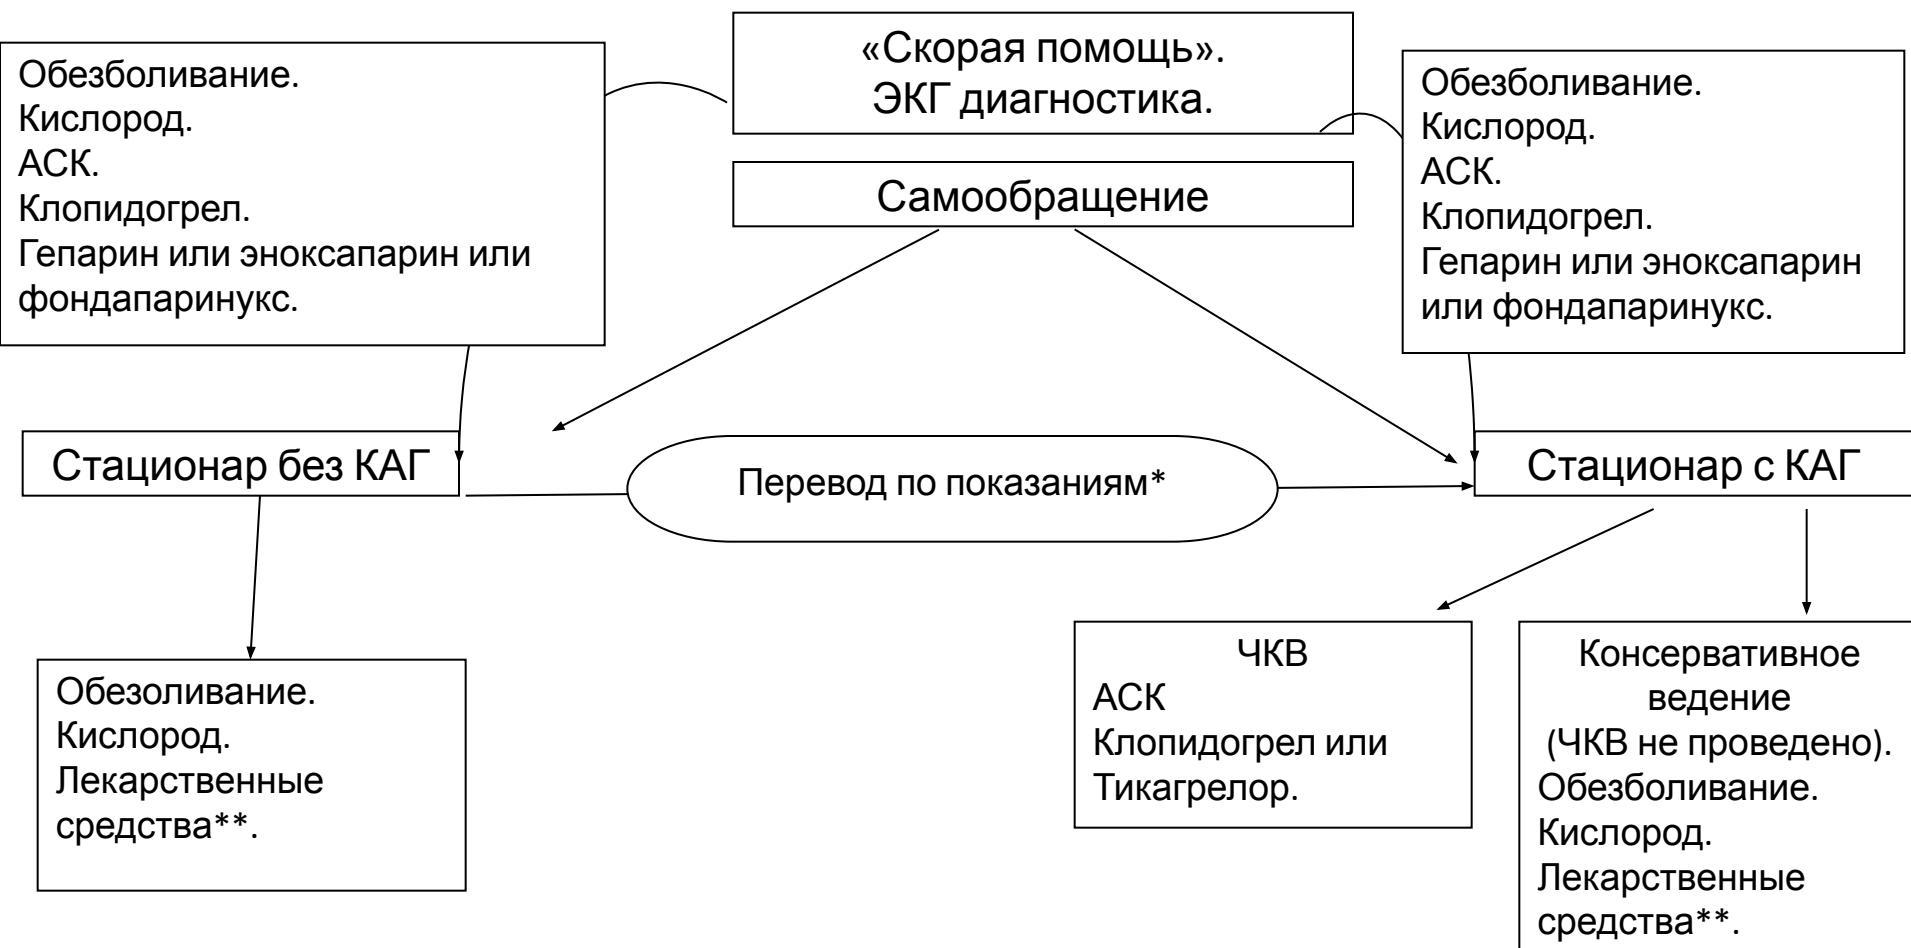 «Скорая помощь».
ЭКГ диагностика.
Обезболивание.
Кислород.
АСК.
Клопидогрел.
Гепарин или эноксапарин или
фондапаринукс.
Обезболивание.
Кислород.
АСК.
Клопидогрел.
Гепарин или эноксапарин
или фондапаринукс.
Самообращение
Стационар без КАГ
Перевод по показаниям*
Стационар с КАГ
Обезоливание.
Кислород.
Лекарственные
средства**.
ЧКВ
АСК
Клопидогрел или
Тикагрелор.
Консервативное
ведение
(ЧКВ не проведено).
Обезболивание.
Кислород.
Лекарственные
средства**.